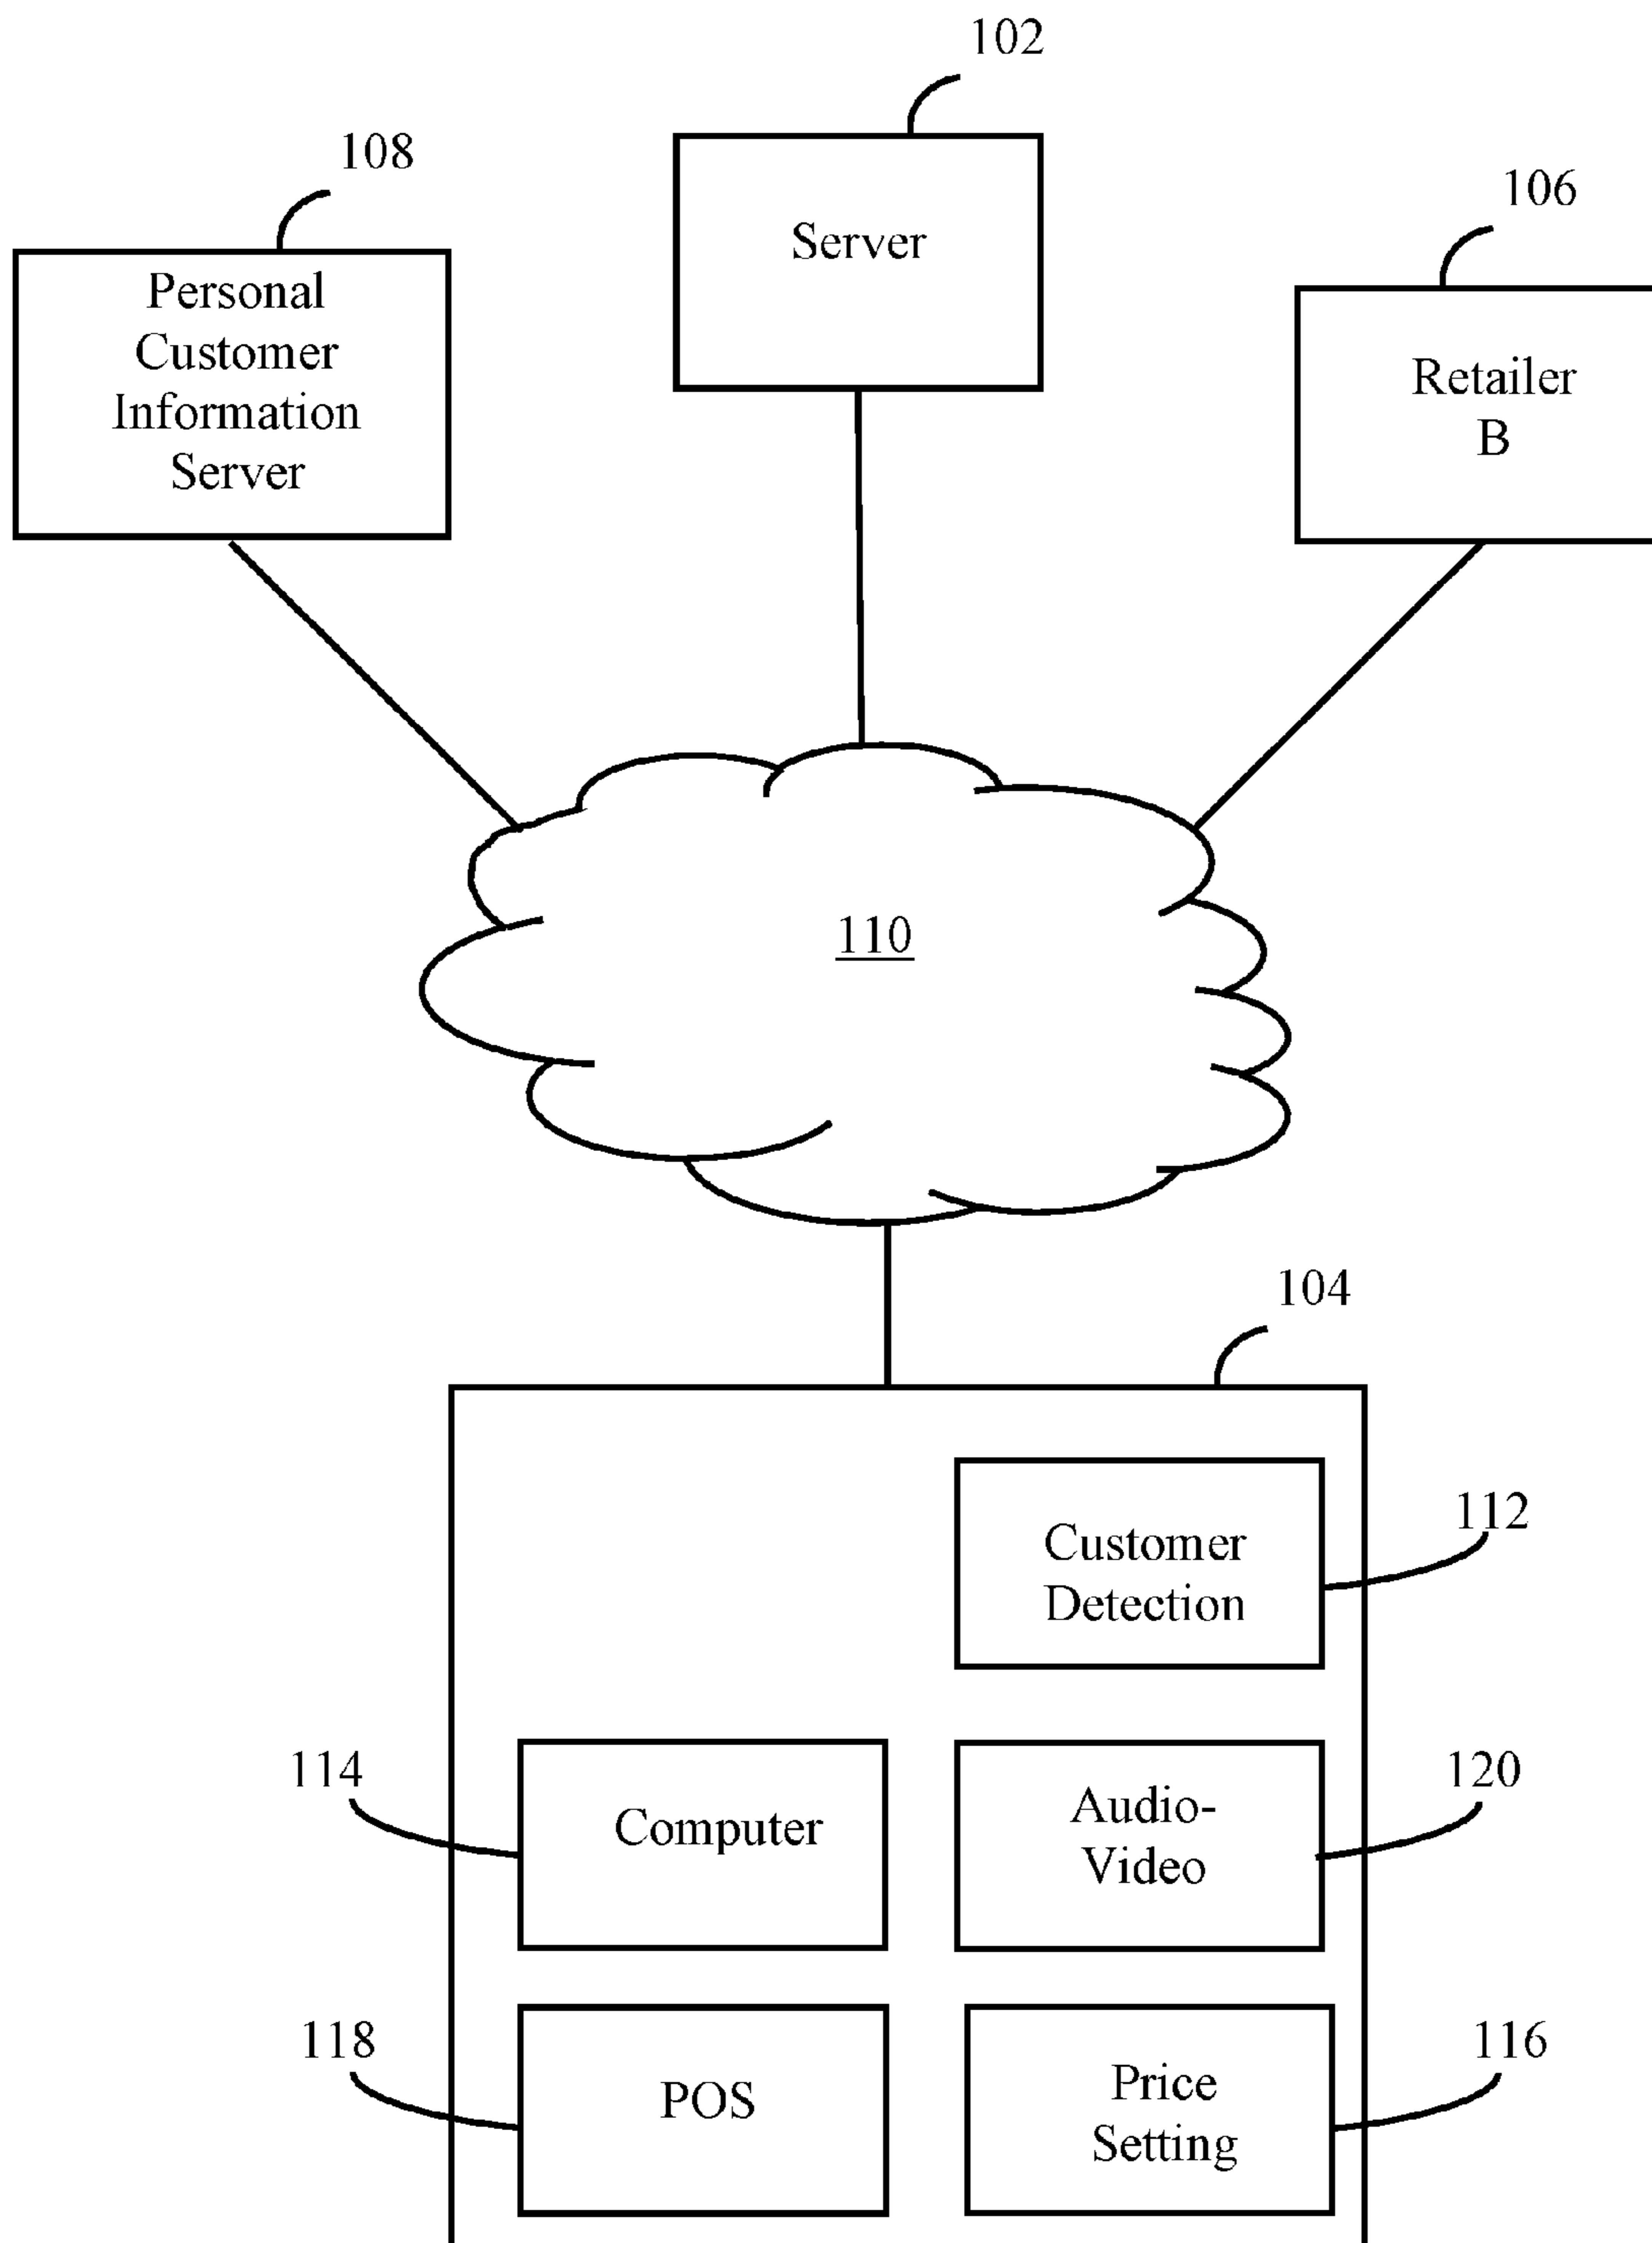 102
108
106
Server
Personal
Customer
Information
Server
Retailer
B
110
104
Customer
Detection
112
114
Computer
Audio-
Video
120
118
POS
Price
Setting
116